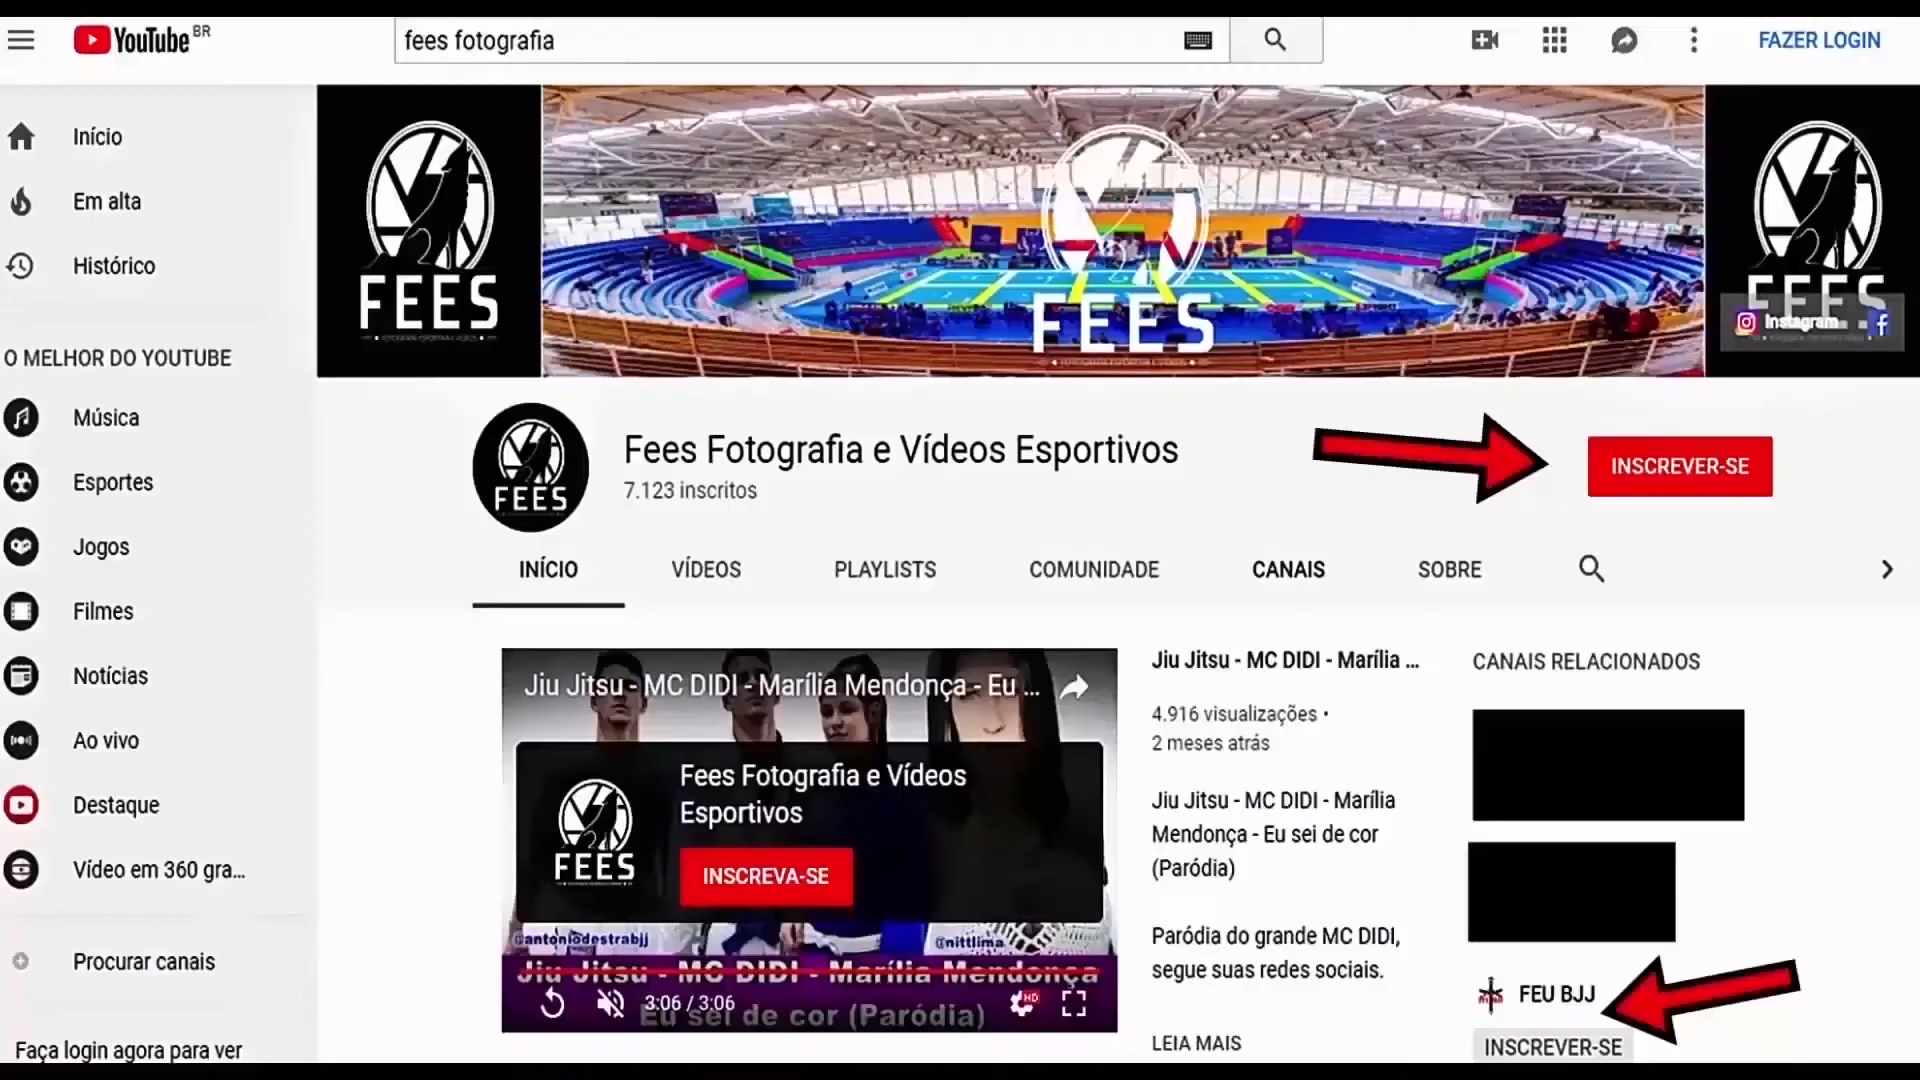 YouTube BR
fees fotografia
FAZER LOGIN
Início
Em alta
Histórico
O MELHOR DO YOUTUBE
Música
Esportes
Jogos
Filmes
Notícias
Ao vivo
Destaque
Vídeo em 360 gra...
Procurar canais
Faça login agora para ver
FEES
FEES
FEES
Instagram
Fees Fotografia e Vídeos Esportivos
7.123 inscritos
INSCREVER-SE
FEES
INÍCIO
VÍDEOS
PLAYLISTS
COMUNIDADE
CANAIS
SOBRE
Jiu Jitsu - MC DIDI - Marília Mendonça - Eu ...
Fees Fotografia e Vídeos
Esportivos
FEES
INSCREVA-SE
@antoniodestrabjj
@nittlima
Jiu Jitsu - MC DIDI - Marília Mendonça
3:06 / 3:06
HD
Eu sei de cor (Paródia)
Jiu Jitsu - MC DIDI - Marília ...
4.916 visualizações •
2 meses atrás
Jiu Jitsu - MC DIDI - Marília
Mendonça - Eu sei de cor
(Paródia)
Paródia do grande MC DIDI,
segue suas redes sociais.
LEIA MAIS
CANAIS RELACIONADOS
FEU BJJ
INSCREVER-SE